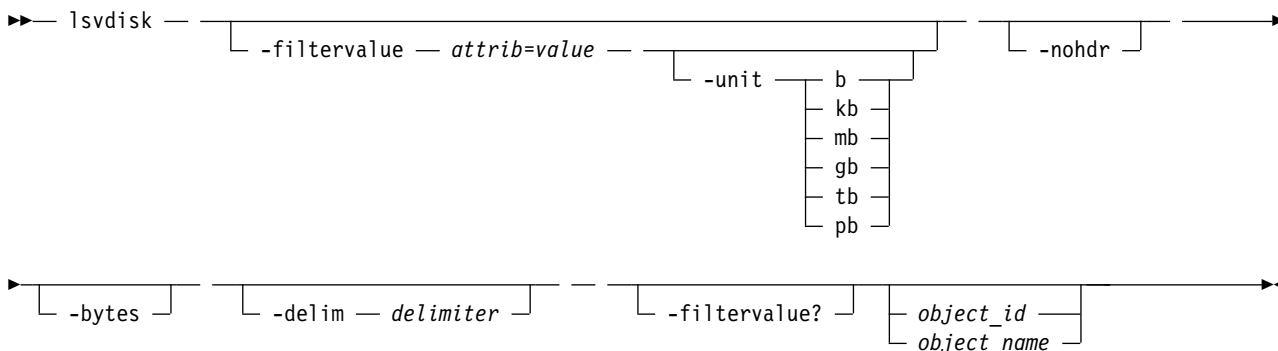 lsvdisk
-filtervalue attrib=value
-unit b
kb
mb
gb
tb
pb
-nohdr
-bytes
-delim delimiter
-filtervalue?
object_id
object_name